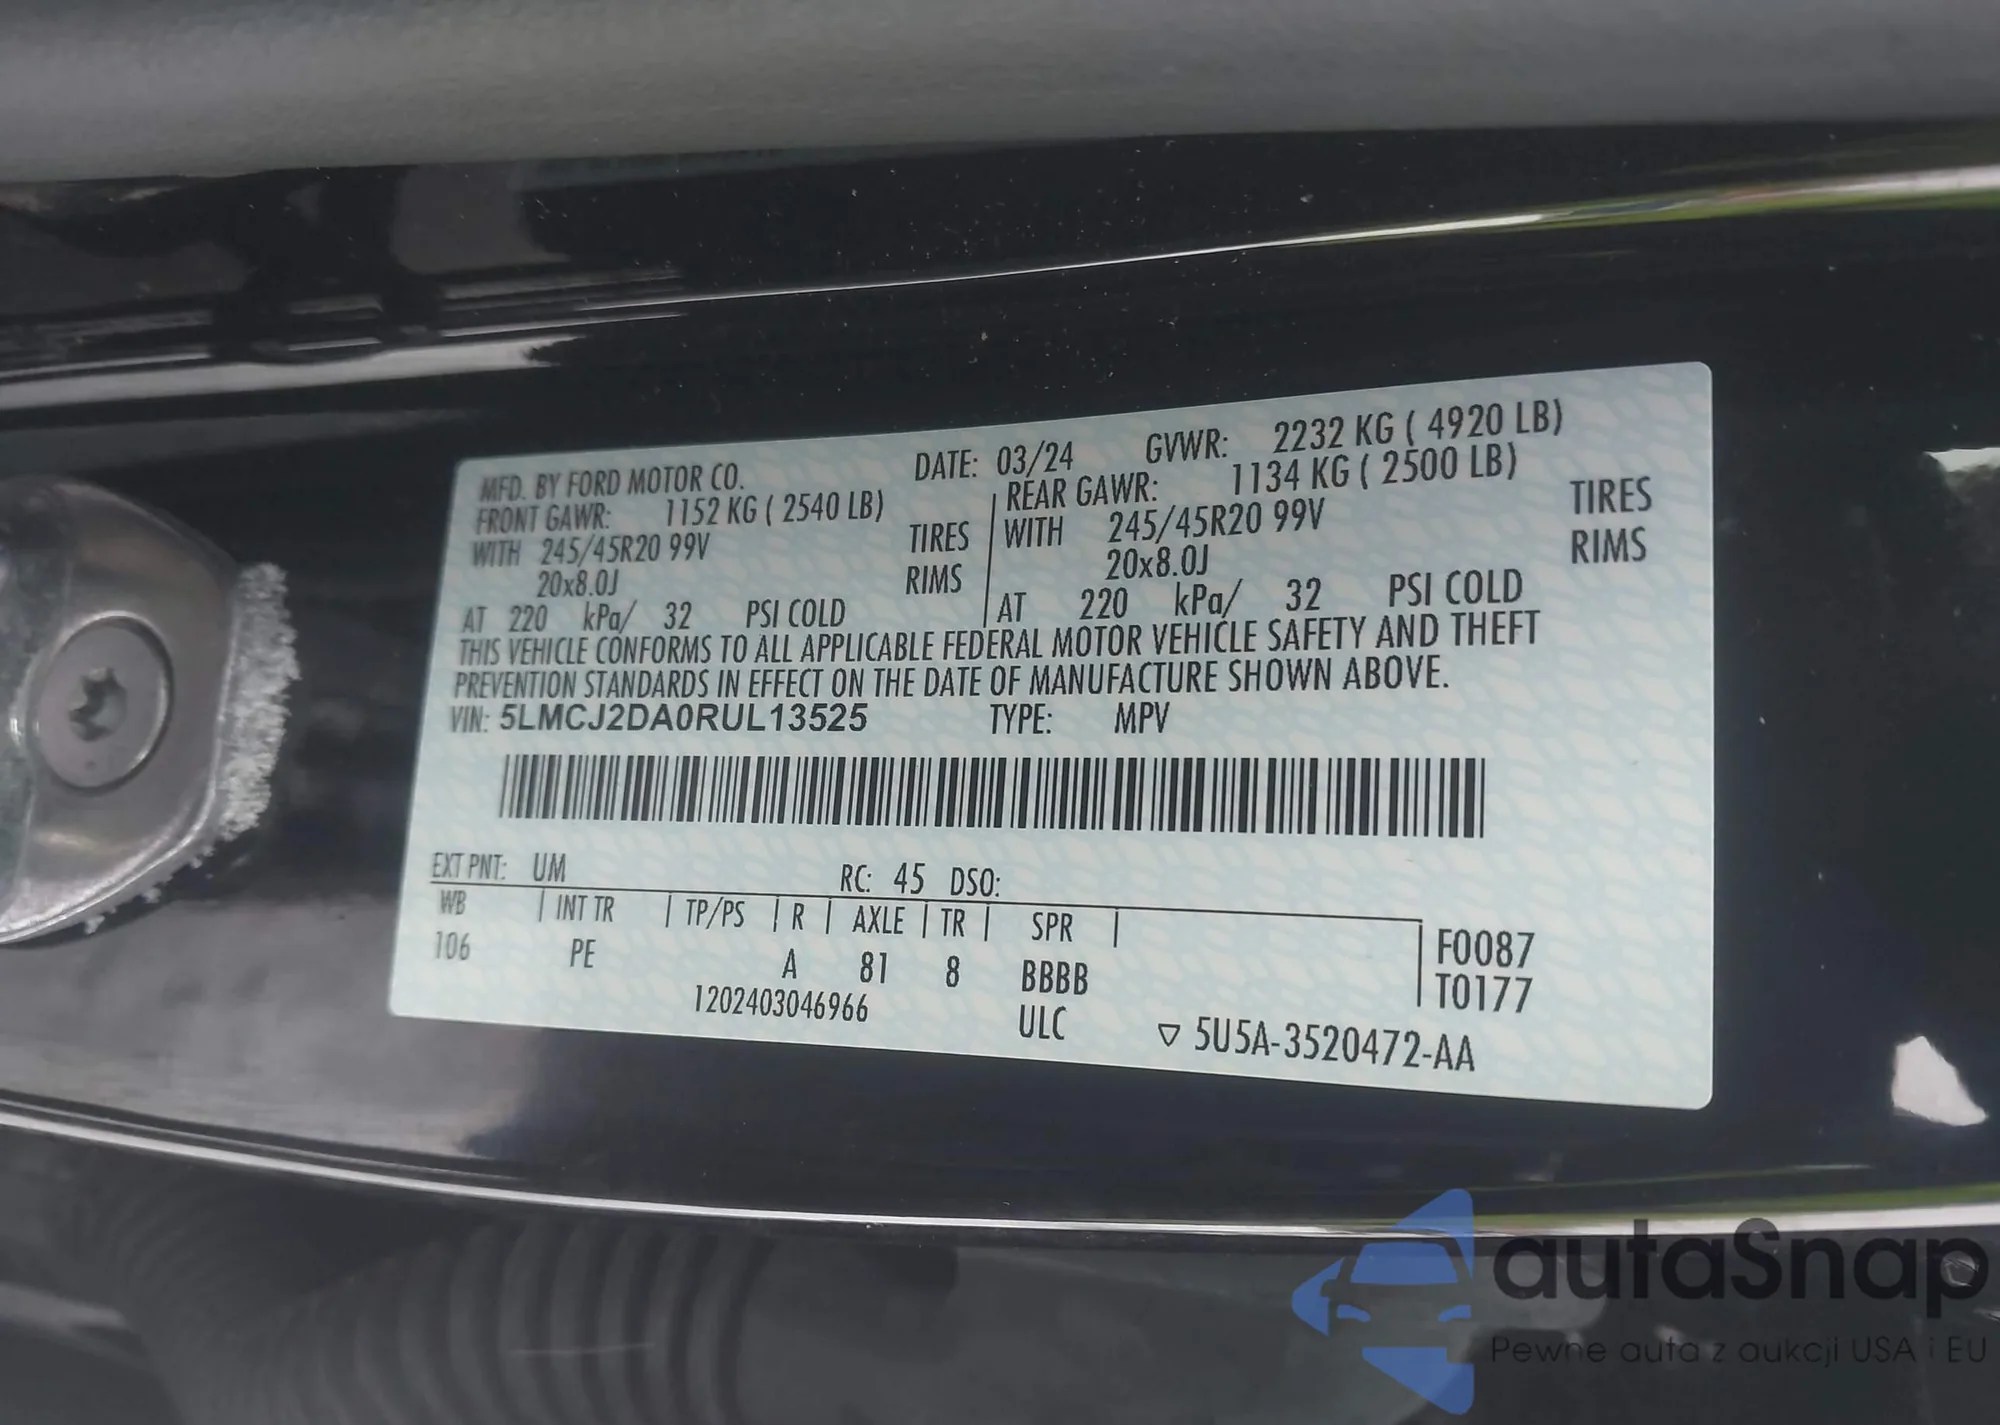 MFD. BY FORD MOTOR CO. DATE: 03/24 GVWR: 2232 KG ( 4920 LB)
FRONT GAWR: 1152 KG ( 2540 LB) REAR GAWR: 1134 KG ( 2500 LB)
WITH 245/45R20 99V TIRES WITH 245/45R20 99V TIRES
20x8.0J RIMS 20x8.0J RIMS
AT 220 kPa/ 32 PSI COLD AT 220 kPa/ 32 PSI COLD
THIS VEHICLE CONFORMS TO ALL APPLICABLE FEDERAL MOTOR VEHICLE SAFETY AND THEFT
PREVENTION STANDARDS IN EFFECT ON THE DATE OF MANUFACTURE SHOWN ABOVE.
VIN: 5LMCJ2DA0RUL13525 TYPE: MPV
EXT PNT: UM RC: 45 DSO:
WB INT TR TP/PS R AXLE TR SPR
106 PE A 81 8 BBBB
F0087
T0177
1202403046966 ULC
▽ 5U5A-3520472-AA
autaSnap
Pewne auta z aukcji USA i EU